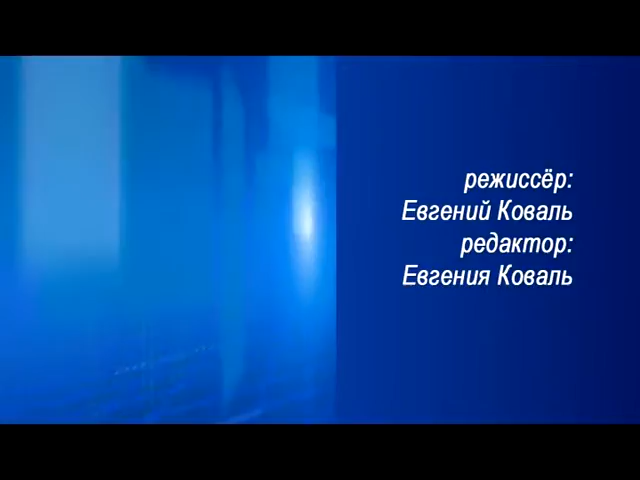 режиссёр:
Евгений Коваль
редактор:
Евгения Коваль